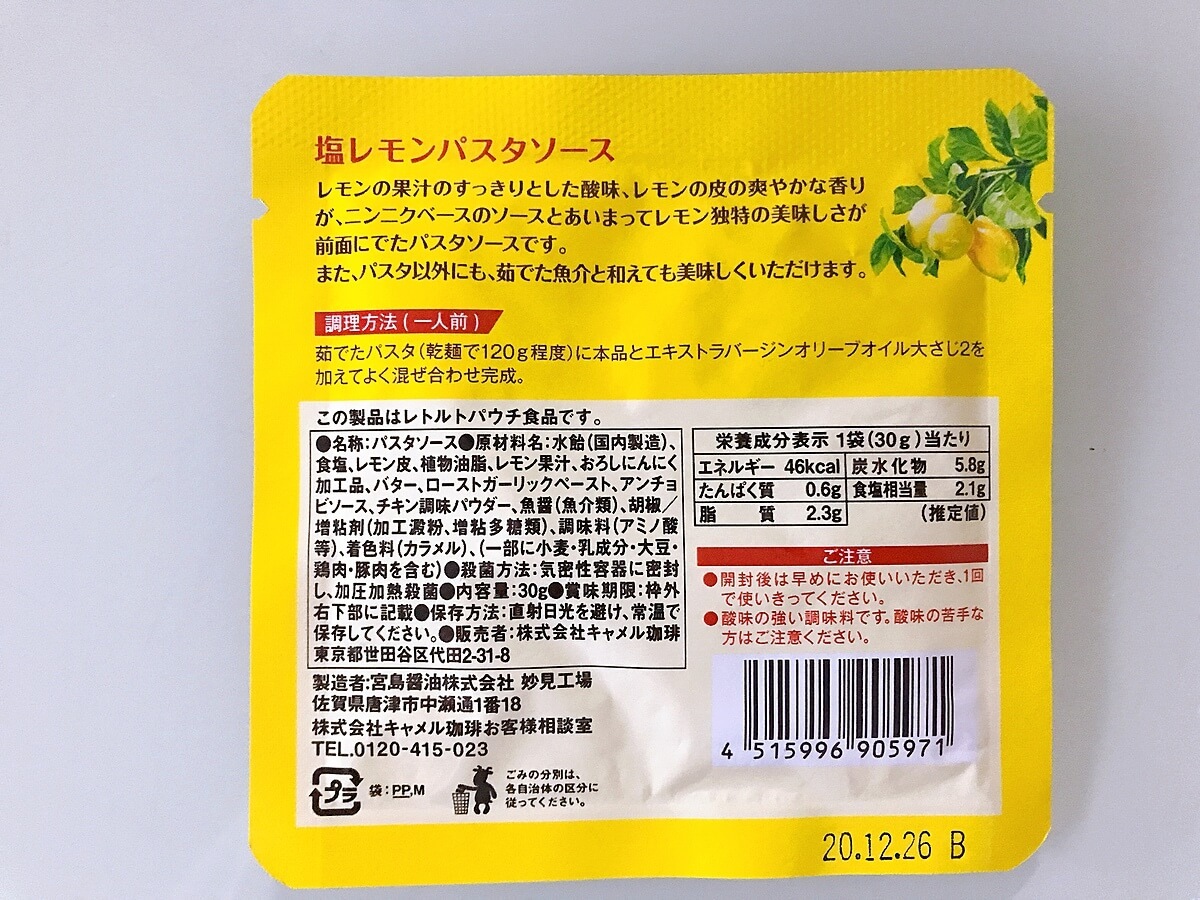 塩レモンパスタソース
レモンの果汁のすっきりとした酸味、レモンの皮の爽やかな香り
が、ニンニクベースのソースとあいまってレモン独特の美味しさが
前面にでたパスタソースです。
また、パスタ以外にも、茹でた魚介と和えても美味しくいただけます。
調理方法(一人前)
茹でたパスタ(乾麺で120g程度)に本品とエキストラバージンオリーブオイル大さじ2を
加えてよく混ぜ合わせ完成。
この製品はレトルトパウチ食品です。
●名称:パスタソース●原材料名:水飴(国内製造)、
食塩、レモン皮、植物油脂、レモン果汁、おろしにんにく
加工品、バター、ローストガーリックペースト、アンチョ
ビソース、チキン調味パウダー、魚醤(魚介類)、胡椒/
増粘剤(加工澱粉、増粘多糖類)、調味料(アミノ酸
等)、着色料(カラメル)、(一部に小麦・乳成分・大豆・
鶏肉・豚肉を含む)●殺菌方法:気密性容器に密封
し、加圧加熱殺菌●内容量:30g●賞味期限:枠外
右下部に記載●保存方法:直射日光を避け、常温で
保存してください。●販売者:株式会社キャメル珈琲
東京都世田谷区代田2-31-8
製造者:宮島醤油株式会社 妙見工場
佐賀県唐津市中瀬通1番18
株式会社キャメル珈琲お客様相談室
TEL.0120-415-023
プラ 袋:PP,M
ごみの分別は、
各自治体の区分に
従ってください。
栄養成分表示 1袋(30g)当たり
エネルギー 46kcal 炭水化物 5.8g
たんぱく質 0.6g 食塩相当量 2.1g
脂質 2.3g (推定値)
ご注意
●開封後は早めにお使いいただき、1回
で使いきってください。
●酸味の強い調味料です。酸味の苦手な
方はご注意ください。
4 515996 905971
20.12.26 B